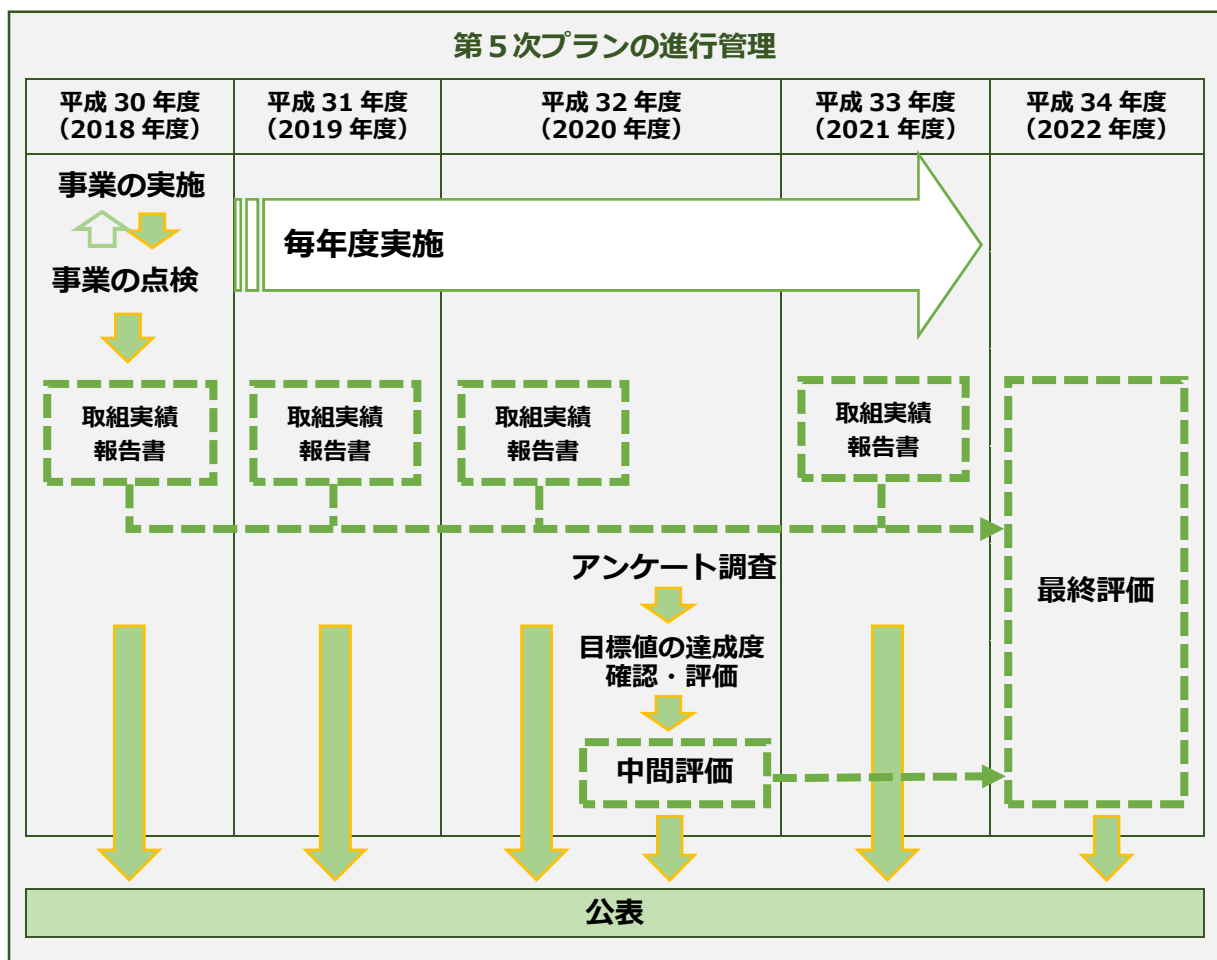 第５次プランの進行管理
平成 30 年度
（2018 年度）
平成 31 年度
（2019 年度）
平成 32 年度
（2020 年度）
平成 33 年度
（2021 年度）
平成 34 年度
（2022 年度）
事業の実施
事業の点検
毎年度実施
取組実績
報告書
取組実績
報告書
取組実績
報告書
取組実績
報告書
アンケート調査
目標値の達成度
確認・評価
中間評価
最終評価
公表